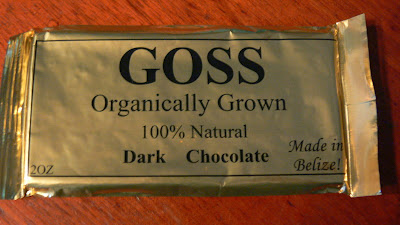 GOSS
Organically Grown
100% Natural
Dark Chocolate
Made in
Belize!
2OZ